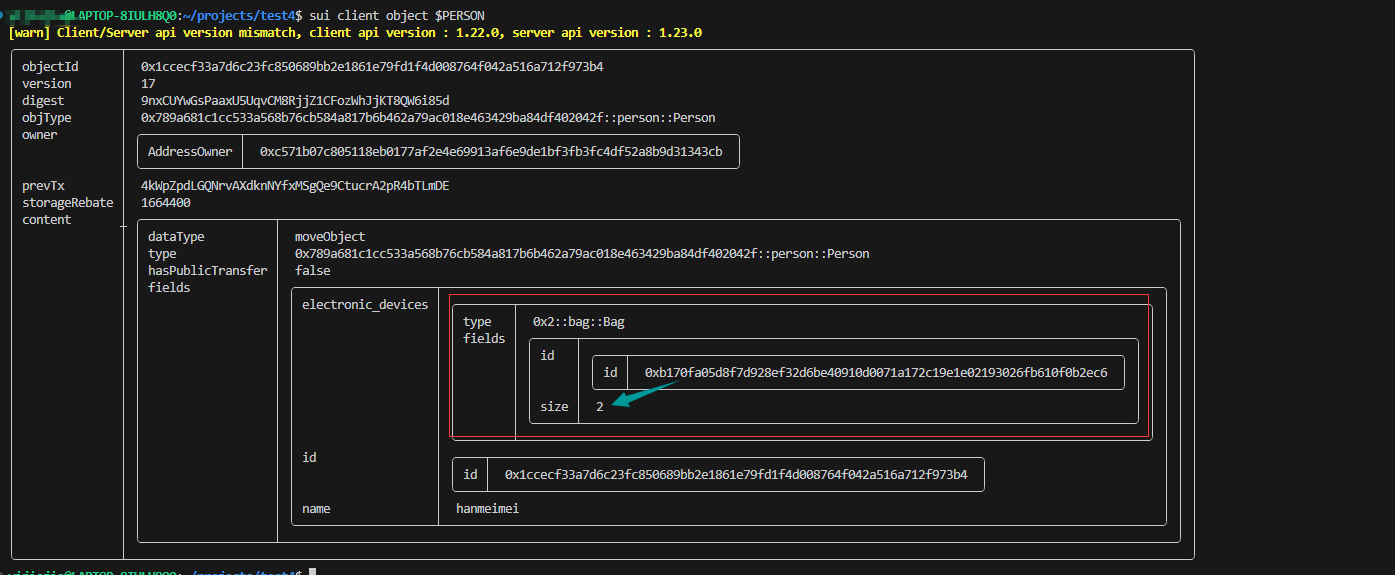 @LAPTOP-8IULH8Q0:~/projects/test4$ sui client object $PERSON
[warn] Client/Server api version mismatch, client api version : 1.22.0, server api version : 1.23.0
objectId 0x1ccecf33a7d6c23fc850689bb2e1861e79fd1f4d008764f042a516a712f973b4
version 17
digest 9nxCUYwGsPaaxU5UqvCM8RjjZ1CFozWhJjKT8QW6i85d
objType 0x789a681c1cc533a568b76cb584a817b6b462a79ac018e463429ba84df402042f::person::Person
owner
AddressOwner 0xc571b07c805118eb0177af2e4e69913af6e9de1bf3fb3fc4df52a8b9d31343cb
prevTx 4kWpZpdLGQNrvAXdknNYfxMSgQe9CtucrA2pR4bTLmDE
storageRebate 1664400
content
dataType moveObject
type 0x789a681c1cc533a568b76cb584a817b6b462a79ac018e463429ba84df402042f::person::Person
hasPublicTransfer false
fields
electronic_devices
type 0x2::bag::Bag
fields
id
id 0xb170fa05d8f7d928ef32d6be40910d0071a172c19e1e02193026fb610f0b2ec6
size 2
id
id 0x1ccecf33a7d6c23fc850689bb2e1861e79fd1f4d008764f042a516a712f973b4
name hanmeimei
@LAPTOP-8IULH8Q0:~/projects/test4$